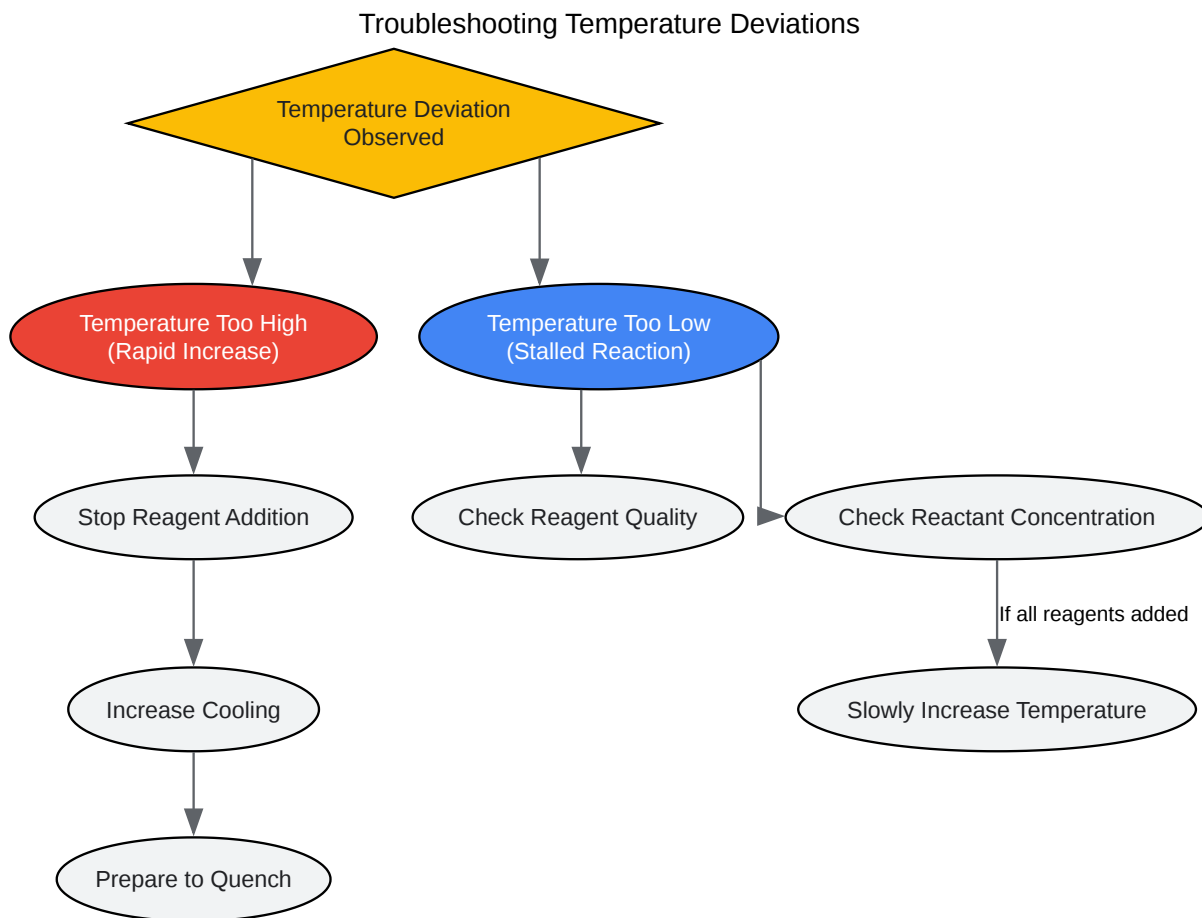 Troubleshooting Temperature Deviations
Temperature Deviation
Observed
Temperature Too High
(Rapid Increase)
Temperature Too Low
(Stalled Reaction)
Stop Reagent Addition
Check Reagent Quality
Check Reactant Concentration
If all reagents added
Increase Cooling
Slowly Increase Temperature
Prepare to Quench